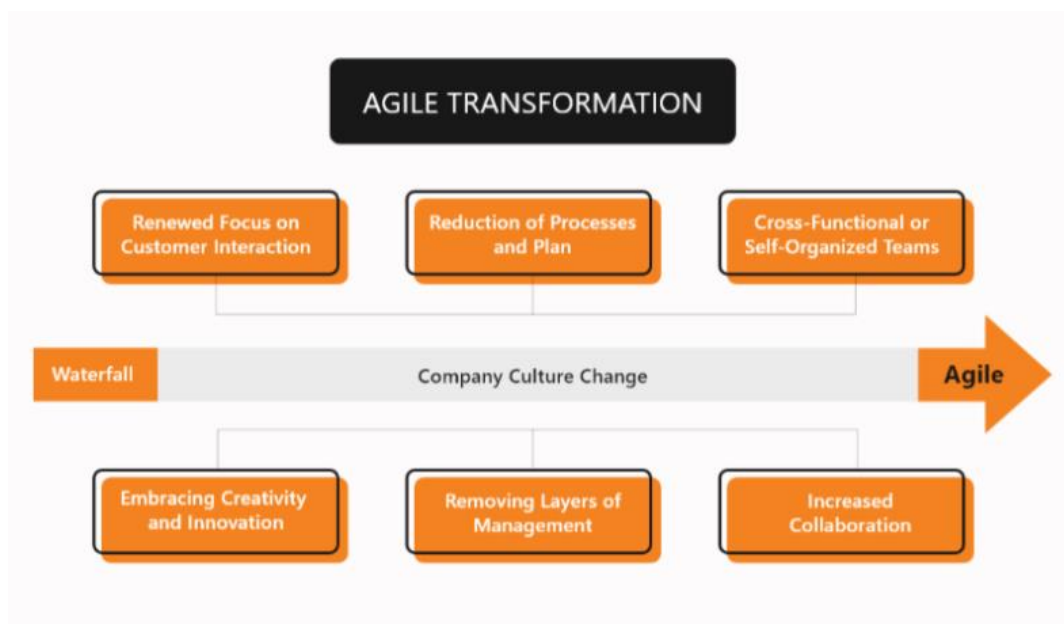 AGILE TRANSFORMATION
Renewed Focus on
Customer Interaction
Reduction of Processes
and Plan
Cross-Functional or
Self-Organized Teams
Waterfall
Company Culture Change
Agile
Embracing Creativity
and Innovation
Removing Layers of
Management
Increased
Collaboration